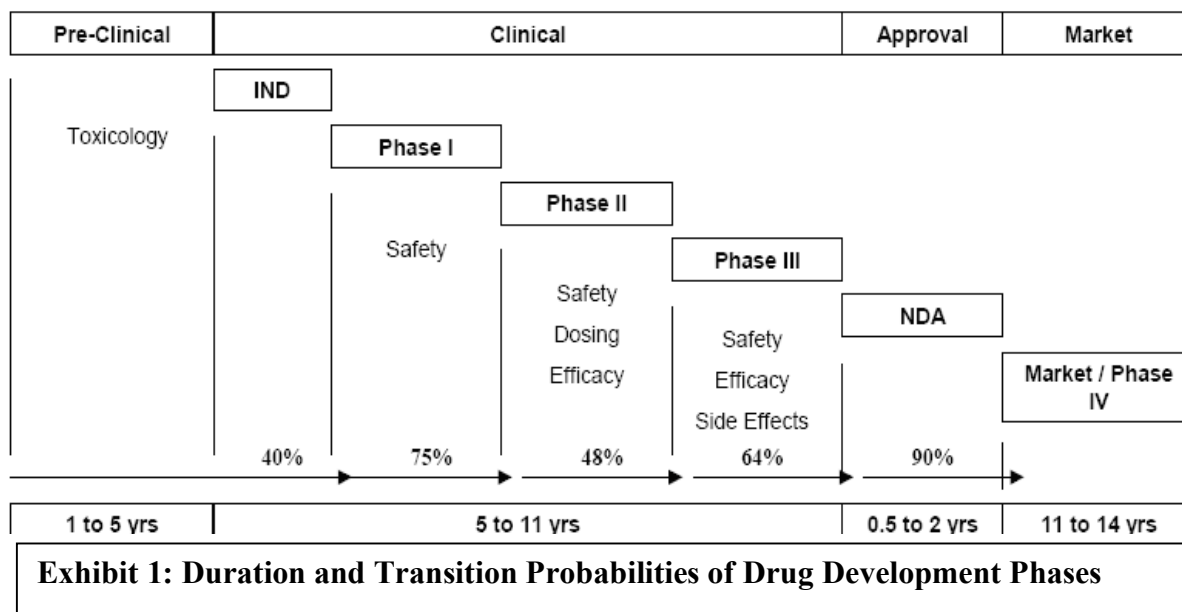 Pre-Clinical Clinical Approval Market
IND
Toxicology
Phase I
Phase II
Safety
Phase III
Safety
Dosing
Efficacy
NDA
Safety
Efficacy
Side Effects
Market / Phase
IV
40% 75% 48% 64% 90%
1 to 5 yrs 5 to 11 yrs 0.5 to 2 yrs 11 to 14 yrs
Exhibit 1: Duration and Transition Probabilities of Drug Development Phases